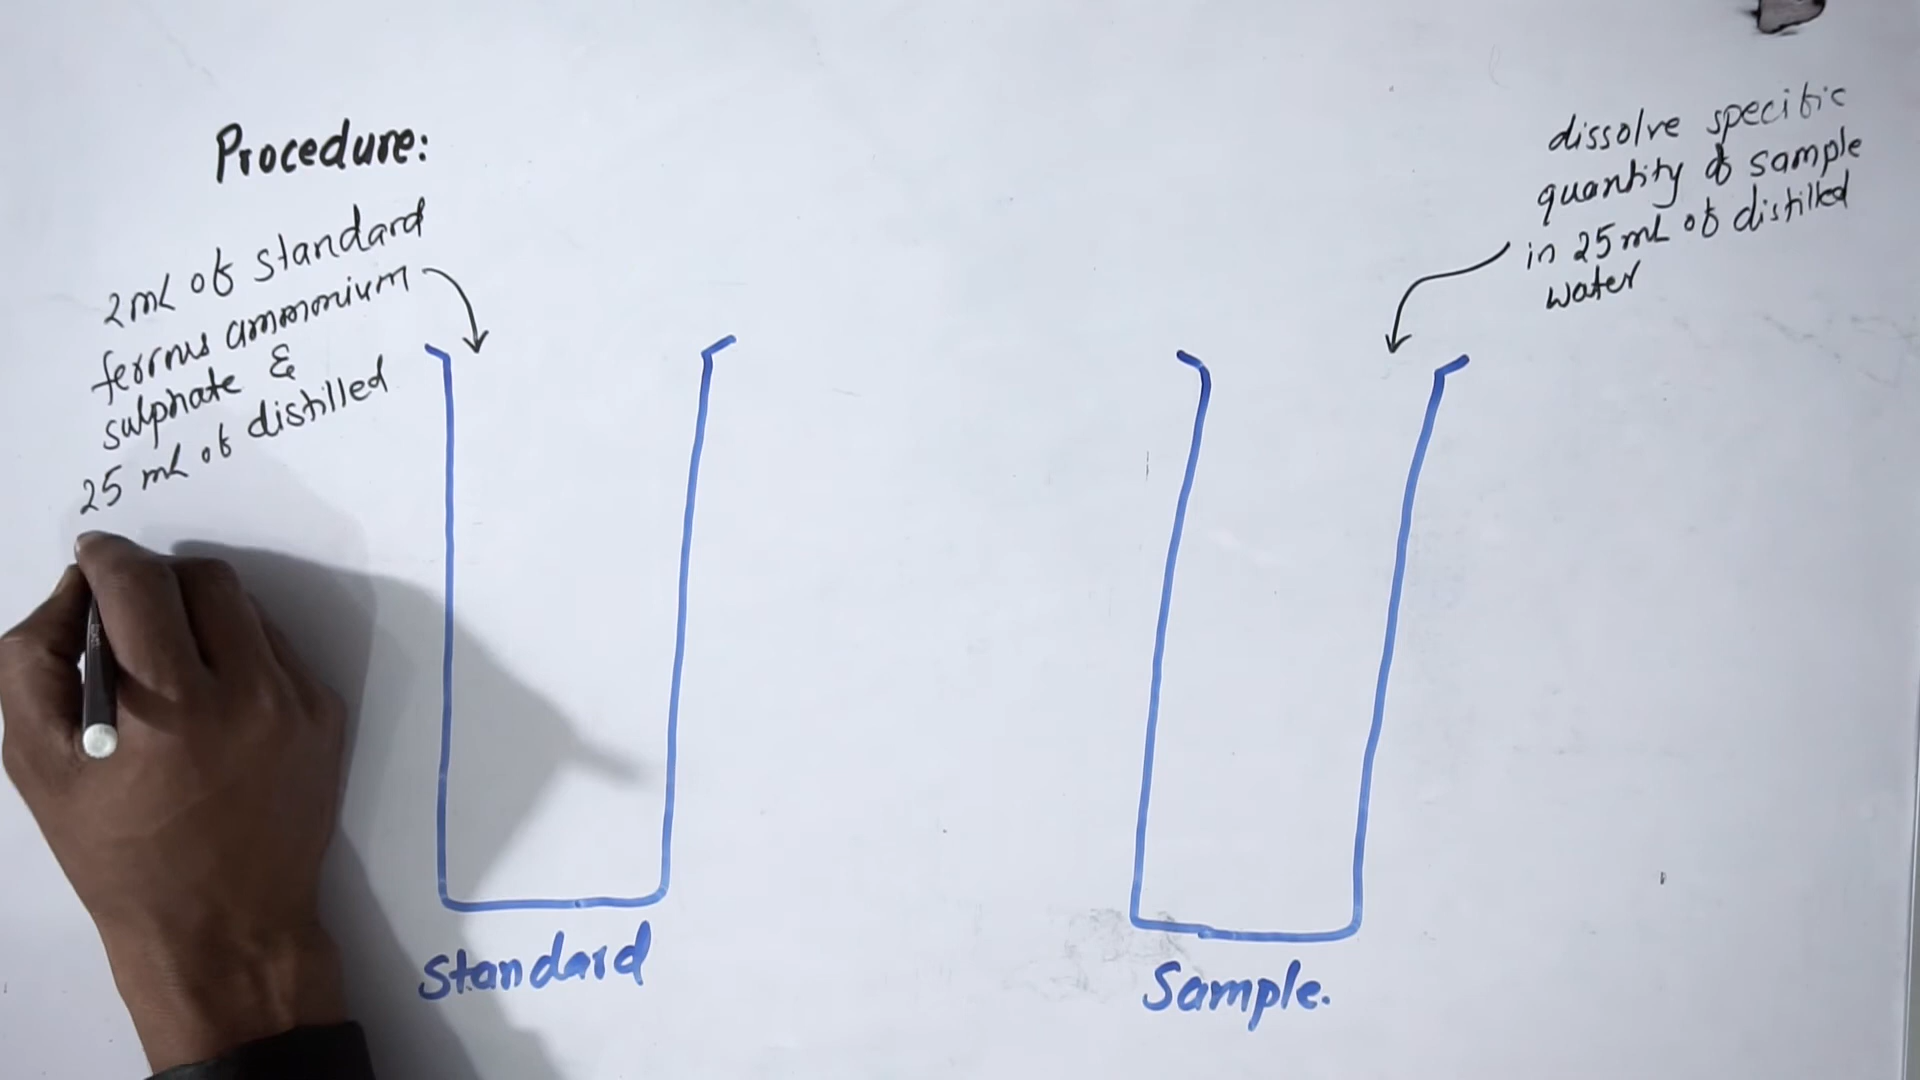 Procedure:
2mL of standard
ferrous ammonium
sulphate &
25 mL of distilled
dissolve specific
quantity of sample
in 25mL of distilled
water
Standard
Sample.